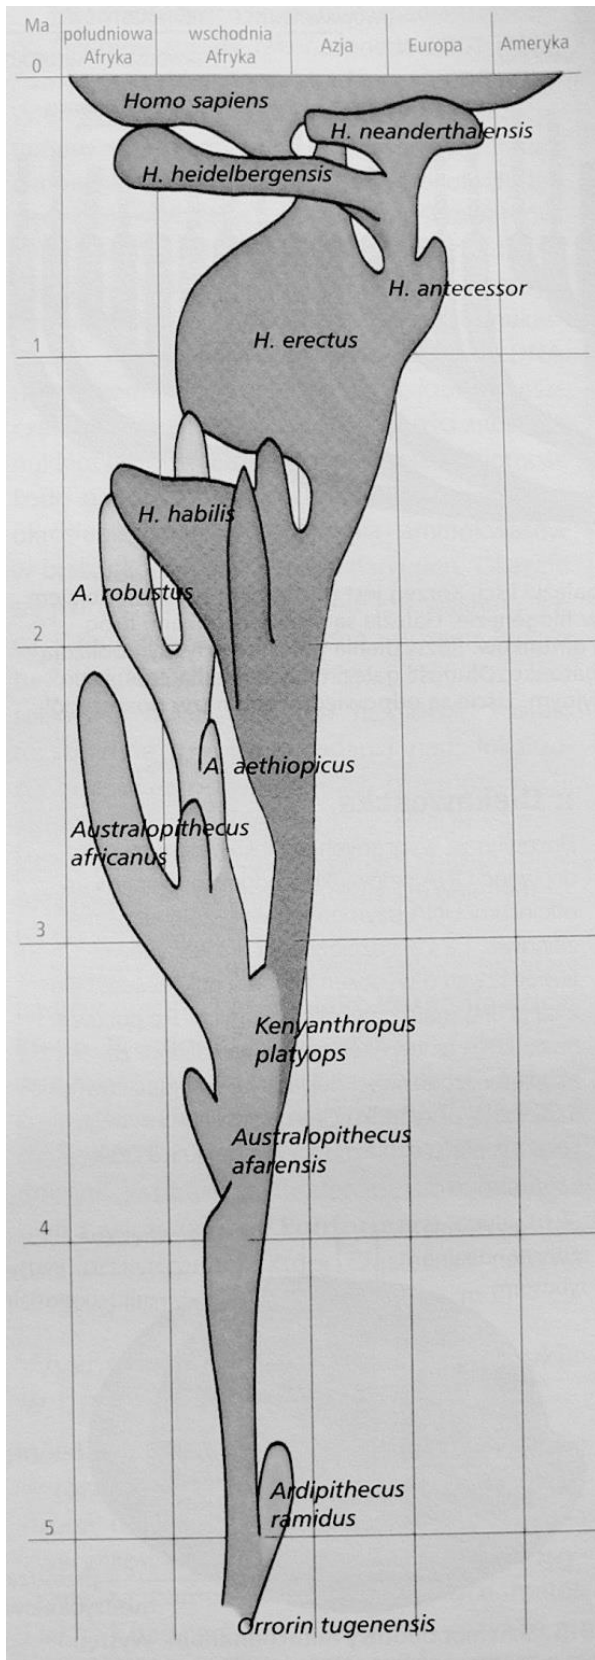 Ma
południowa
Afryka
wschodnia
Afryka
Azja
Europa
Ameryka
0
Homo sapiens
H. neanderthalensis
H. heidelbergensis
H. antecessor
H. erectus
1
H. habilis
A. robustus
2
A. aethiopicus
Australopithecus
africanus
3
Kenyanthropus
platyops
Australopithecus
afarensis
4
Ardipithecus
ramidus
5
Orrorin tugenensis